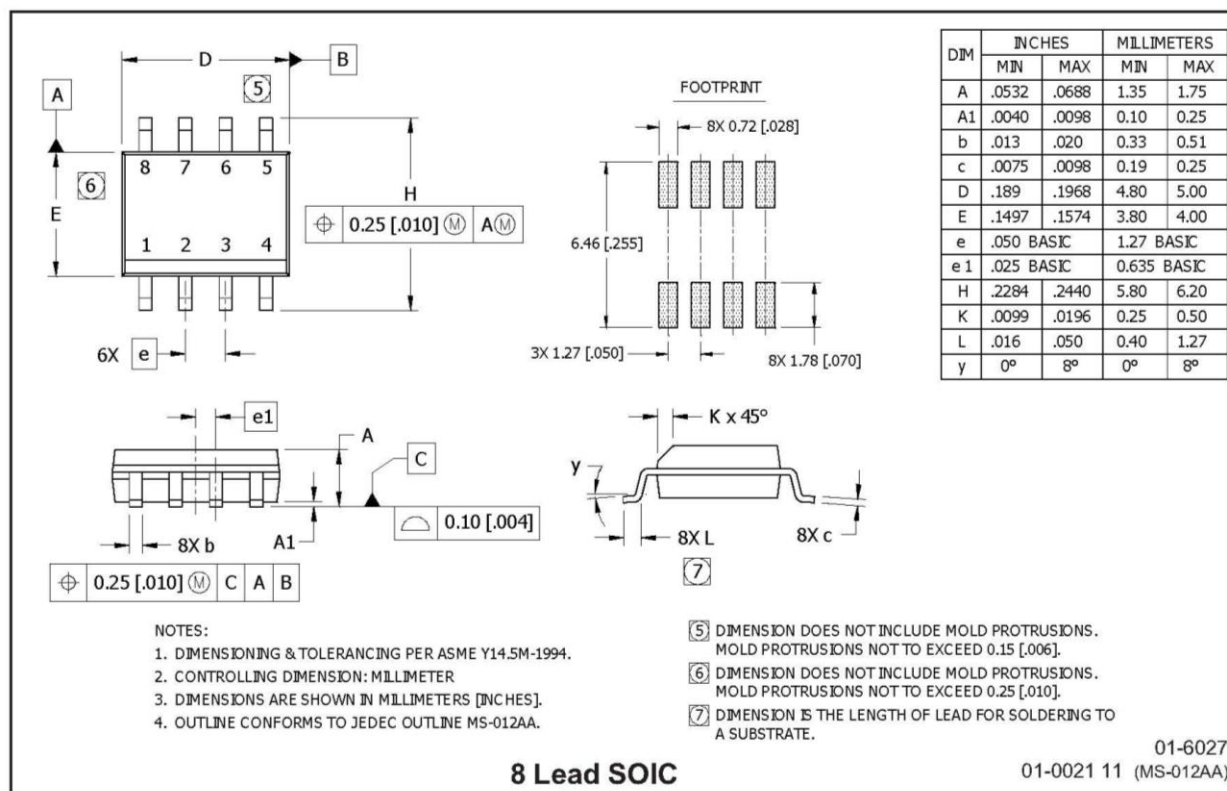 D
B
A
5
8 7 6 5
6
E
H
0.25 [.010] M A M
1 2 3 4
6X e
FOOTPRINT
8X 0.72 [.028]
6.46 [.255]
3X 1.27 [.050]
8X 1.78 [.070]
DIM INCHES MILLIMETERS
MIN MAX MIN MAX
A .0532 .0688 1.35 1.75
A1 .0040 .0098 0.10 0.25
b .013 .020 0.33 0.51
c .0075 .0098 0.19 0.25
D .189 .1968 4.80 5.00
E .1497 .1574 3.80 4.00
e .050 BASIC 1.27 BASIC
e1 .025 BASIC 0.635 BASIC
H .2284 .2440 5.80 6.20
K .0099 .0196 0.25 0.50
L .016 .050 0.40 1.27
y 0° 8° 0° 8°
e1
A
C
0.10 [.004]
8X b
A1
0.25 [.010] M C A B
K x 45°
y
8X L
7
8X c
NOTES:
1. DIMENSIONING & TOLERANCING PER ASME Y14.5M-1994.
2. CONTROLLING DIMENSION: MILLIMETER
3. DIMENSIONS ARE SHOWN IN MILLIMETERS [INCHES].
4. OUTLINE CONFORMS TO JEDEC OUTLINE MS-012AA.
5 DIMENSION DOES NOT INCLUDE MOLD PROTRUSIONS.
MOLD PROTRUSIONS NOT TO EXCEED 0.15 [.006].
6 DIMENSION DOES NOT INCLUDE MOLD PROTRUSIONS.
MOLD PROTRUSIONS NOT TO EXCEED 0.25 [.010].
7 DIMENSION IS THE LENGTH OF LEAD FOR SOLDERING TO
A SUBSTRATE.
8 Lead SOIC
01-6027
01-0021 11 (MS-012AA)